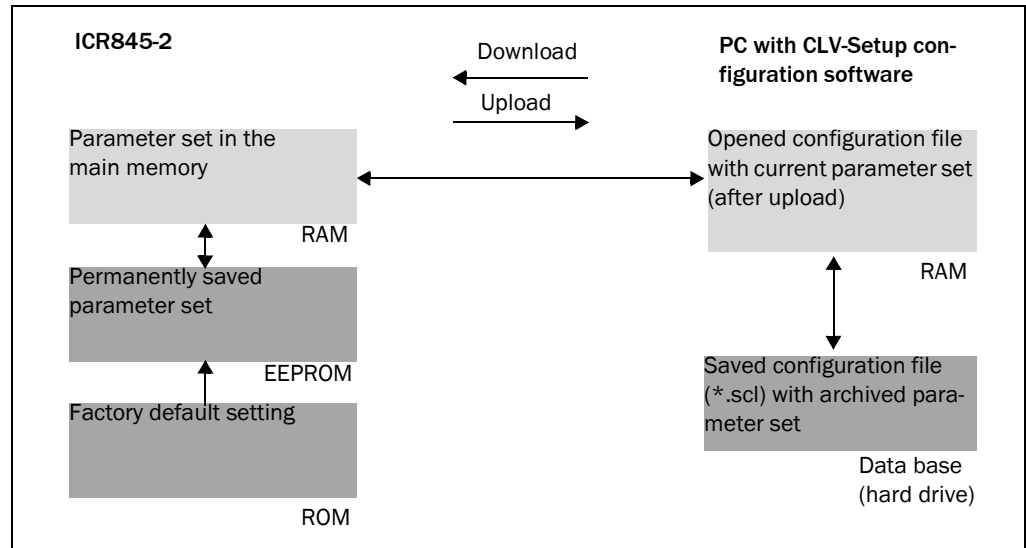 ICR845-2
Download
Upload
PC with CLV-Setup con-
figuration software
Parameter set in the
main memory
RAM
Permanently saved
parameter set
EEPROM
Factory default setting
ROM
Opened configuration file
with current parameter set
(after upload)
RAM
Saved configuration file
(*.scl) with archived para-
meter set
Data base
(hard drive)